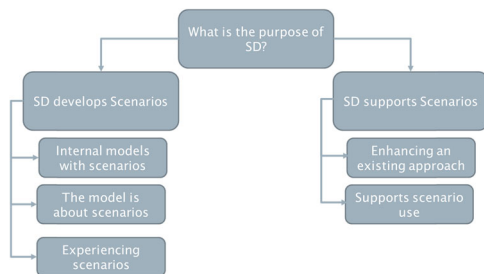 What is the purpose of
SD?
SD develops Scenarios
Internal models
with scenarios
The model is
about scenarios
Experiencing
scenarios
SD supports Scenarios
Enhancing an
existing approach
Supports scenario
use